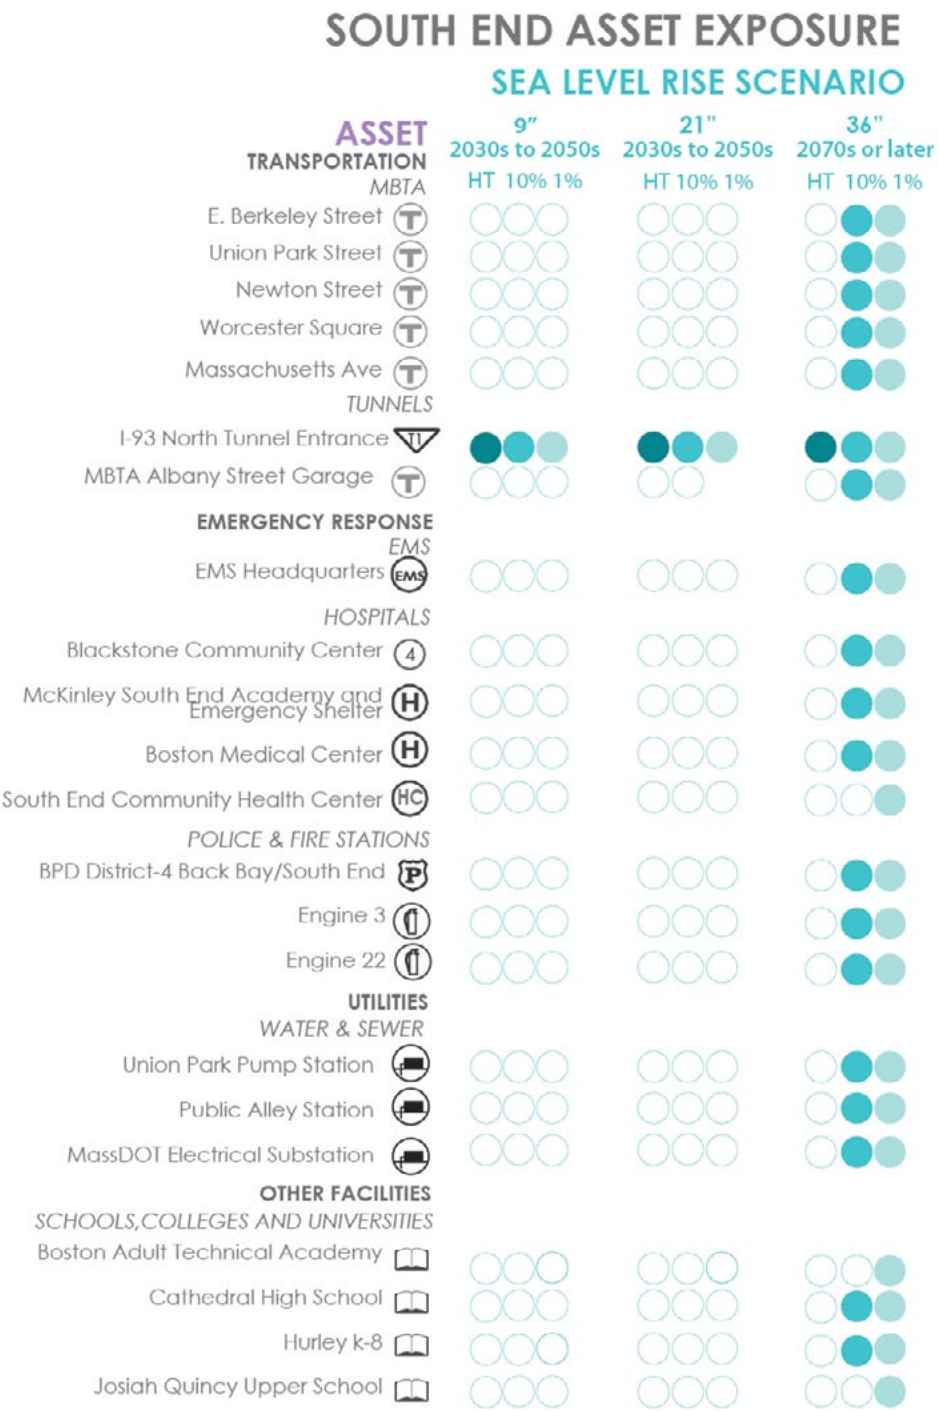 SOUTH END ASSET EXPOSURE
SEA LEVEL RISE SCENARIO
ASSET
9" 21" 36"
2030s to 2050s 2030s to 2050s 2070s or later
TRANSPORTATION
HT 10% 1% HT 10% 1% HT 10% 1%
MBTA
E. Berkeley Street T
Union Park Street T
Newton Street T
Worcester Square T
Massachusetts Ave T
TUNNELS
I-93 North Tunnel Entrance T1
MBTA Albany Street Garage T
EMERGENCY RESPONSE
EMS
EMS Headquarters EMS
HOSPITALS
Blackstone Community Center 4
McKinley South End Academy and
Emergency Shelter H
Boston Medical Center H
South End Community Health Center HC
POLICE & FIRE STATIONS
BPD District-4 Back Bay/South End P
Engine 3
Engine 22
UTILITIES
WATER & SEWER
Union Park Pump Station
Public Alley Station
MassDOT Electrical Substation
OTHER FACILITIES
SCHOOLS,COLLEGES AND UNIVERSITIES
Boston Adult Technical Academy
Cathedral High School
Hurley k-8
Josiah Quincy Upper School